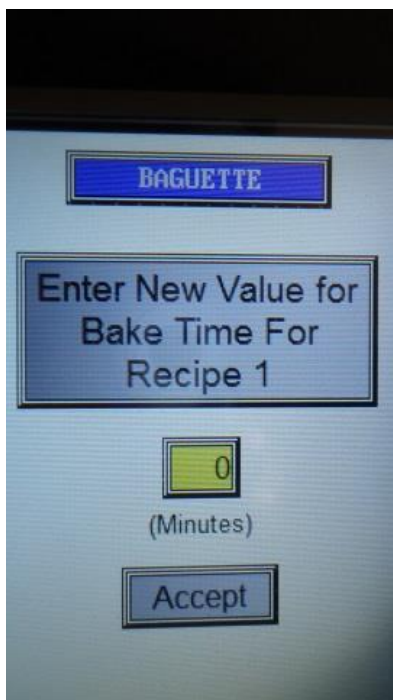 BAGUETTE
Enter New Value for
Bake Time For
Recipe 1
0
(Minutes)
Accept